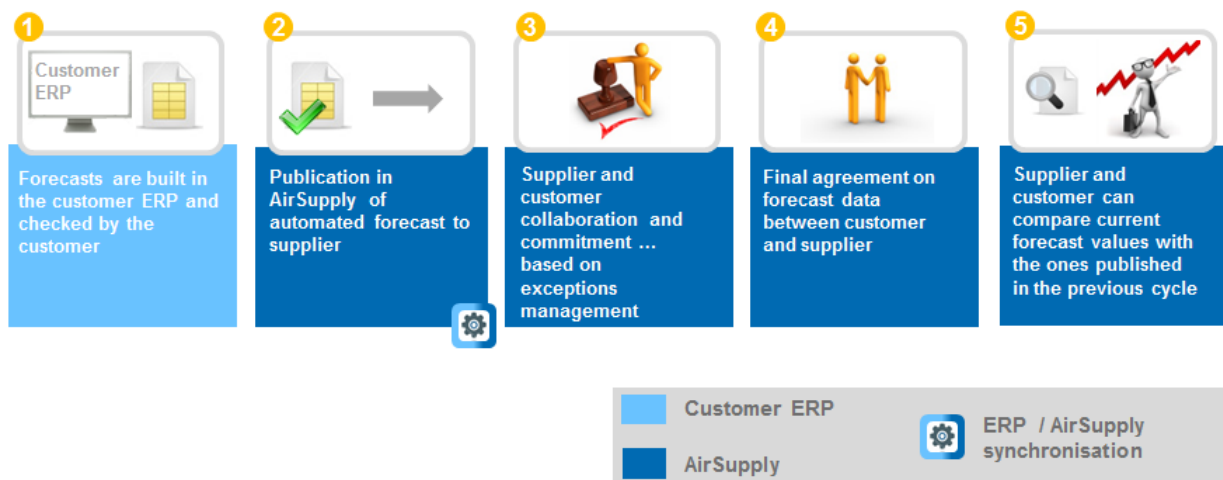 1
Customer
ERP
Forecasts are built in
the customer ERP and
checked by the
customer
2
Publication in
AirSupply of
automated forecast to
supplier
3
Supplier and
customer
collaboration and
commitment ...
based on
exceptions
management
4
Final agreement on
forecast data
between customer
and supplier
5
Supplier and
customer can
compare current
forecast values with
the ones published
in the previous cycle
Customer ERP
AirSupply
ERP / AirSupply
synchronisation